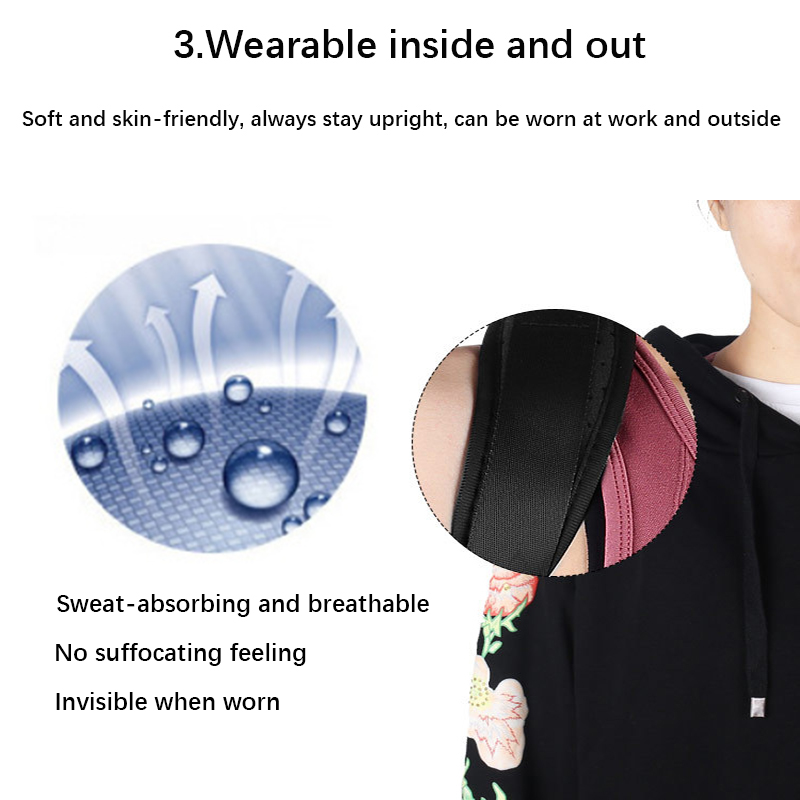 3.Wearable inside and out
Soft and skin-friendly, always stay upright, can be worn at work and outside
Sweat-absorbing and breathable
No suffocating feeling
Invisible when worn